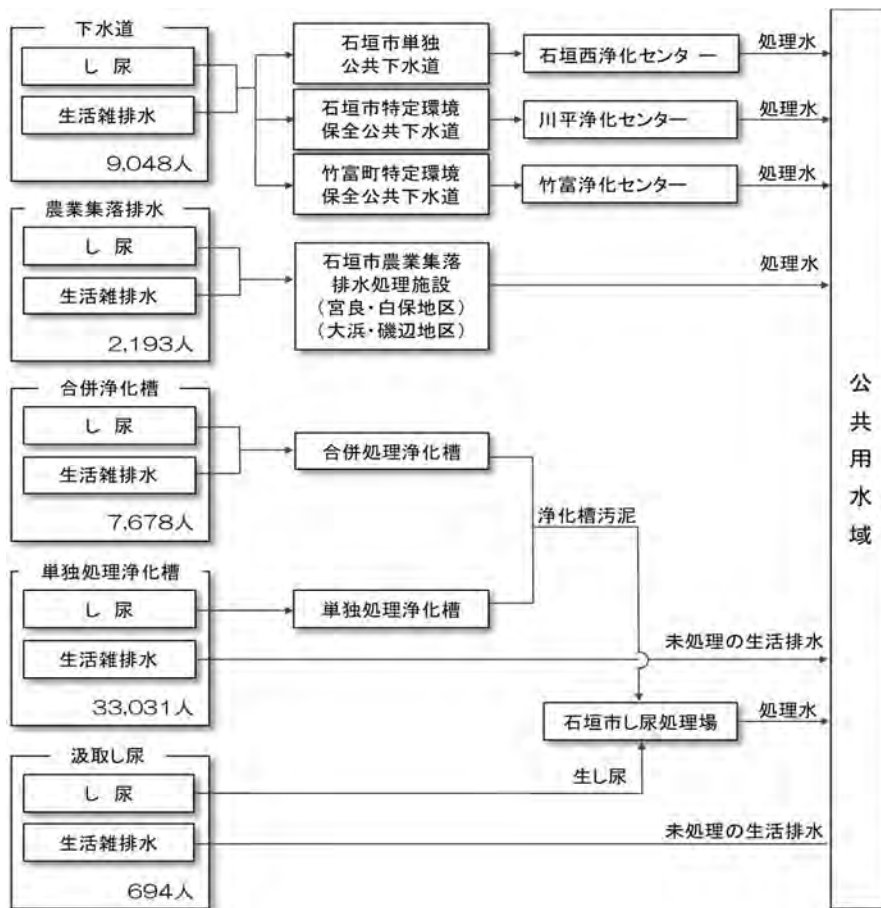 下水道
し 尿
生活雑排水
9,048人
石垣市単独
公共下水道
石垣西浄化センター
処理水
石垣市特定環境
保全公共下水道
川平浄化センター
処理水
竹富町特定環境
保全公共下水道
竹富浄化センター
処理水
農業集落排水
し 尿
生活雑排水
2,193人
石垣市農業集落
排水処理施設
(宮良・白保地区)
(大浜・磯辺地区)
処理水
合併浄化槽
し 尿
生活雑排水
7,678人
合併処理浄化槽
浄化槽汚泥
単独処理浄化槽
し 尿
生活雑排水
33,031人
単独処理浄化槽
未処理の生活排水
石垣市し尿処理場
処理水
汲取し尿
し 尿
生活雑排水
694人
生し尿
未処理の生活排水
公共用水域